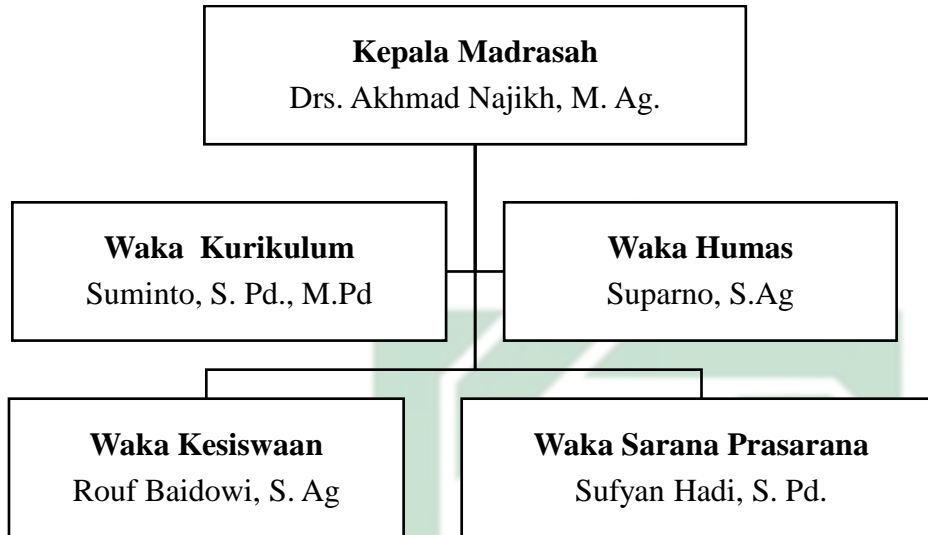 Kepala Madrasah
Drs. Akhmad Najikh, M. Ag.
Waka  Kurikulum
Suminto, S. Pd., M.Pd
Waka Humas
Suparno, S.Ag
Waka Kesiswaan
Rouf Baidowi, S. Ag
Waka Sarana Prasarana
Sufyan Hadi, S. Pd.